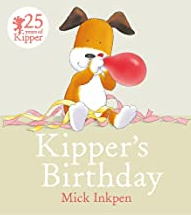 25
years of
Kipper
Kipper's
Birthday
Mick Inkpen